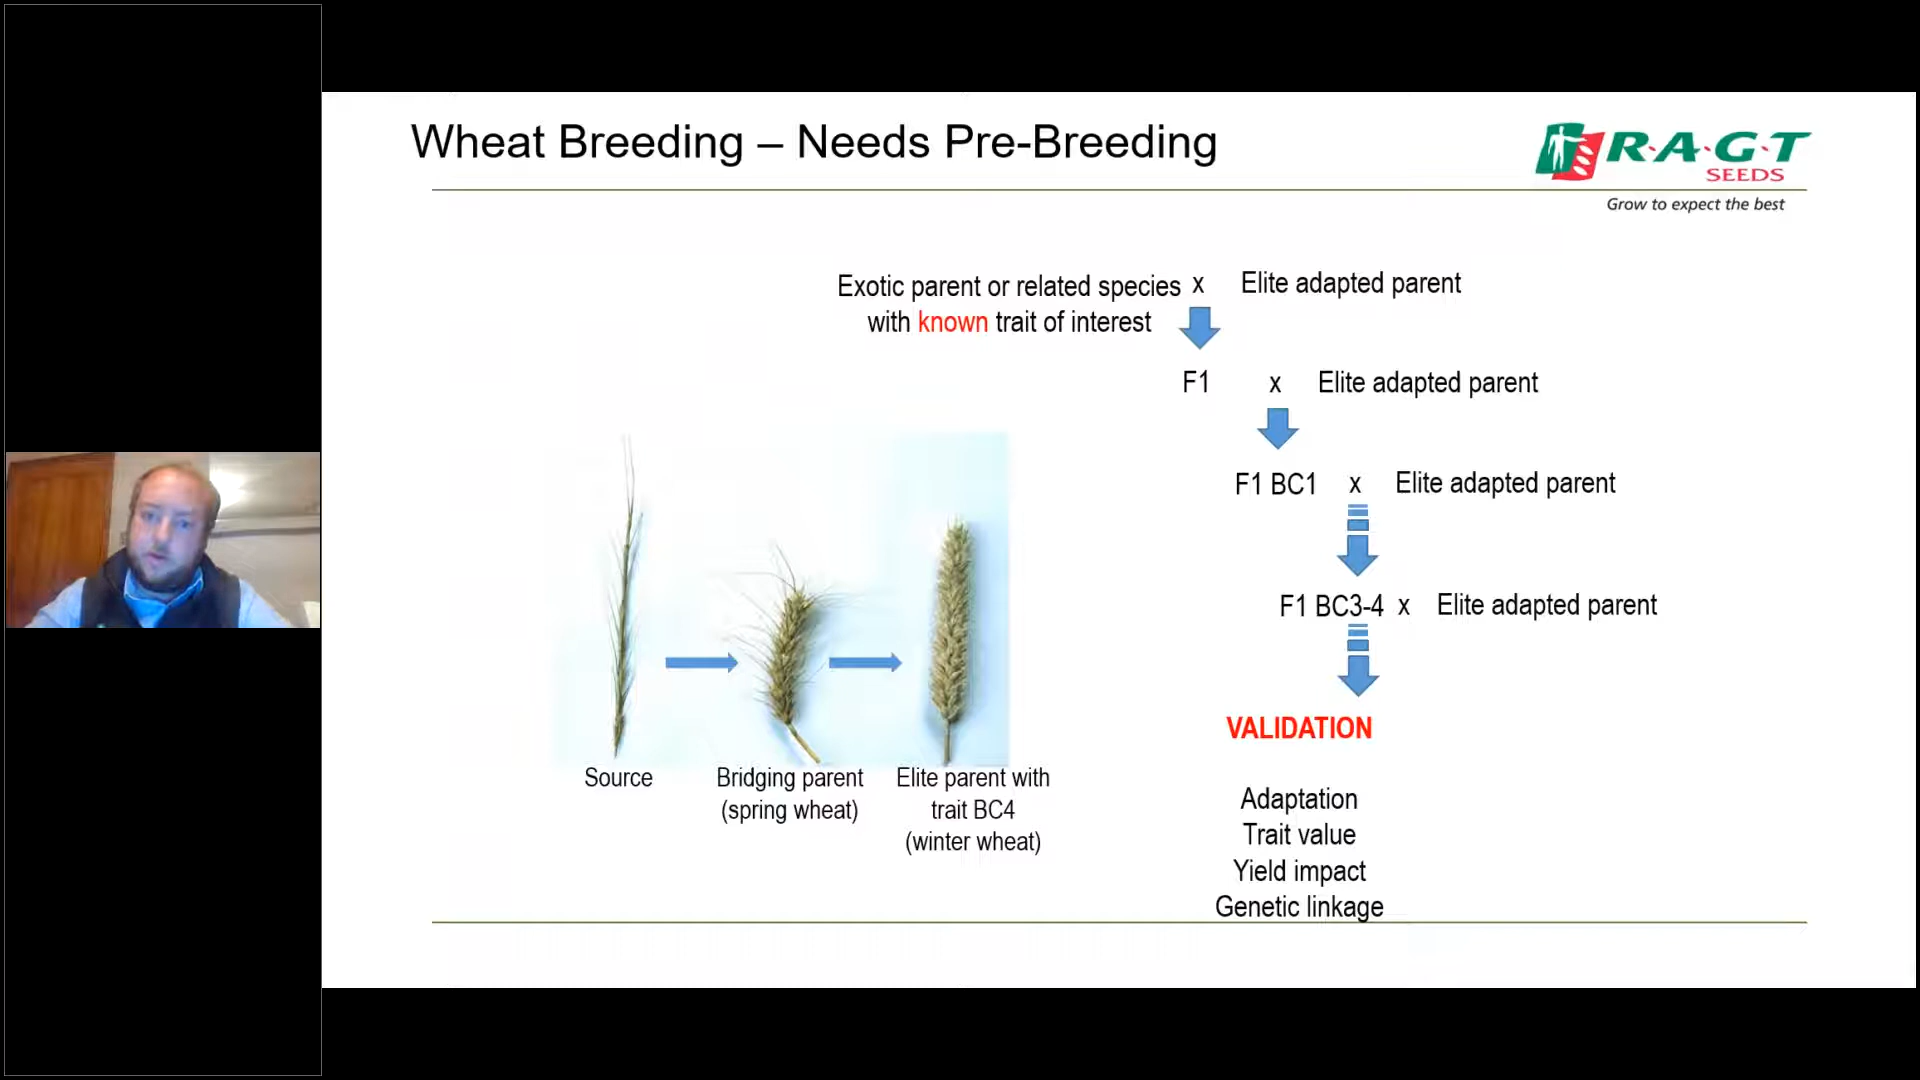 Wheat Breeding – Needs Pre-Breeding
R·A·G·T
SEEDS
Grow to expect the best
Exotic parent or related species x Elite adapted parent
with known trait of interest
F1 x Elite adapted parent
F1 BC1 x Elite adapted parent
F1 BC3-4 x Elite adapted parent
VALIDATION
Adaptation
Trait value
Yield impact
Genetic linkage
Source
Bridging parent
(spring wheat)
Elite parent with
trait BC4
(winter wheat)